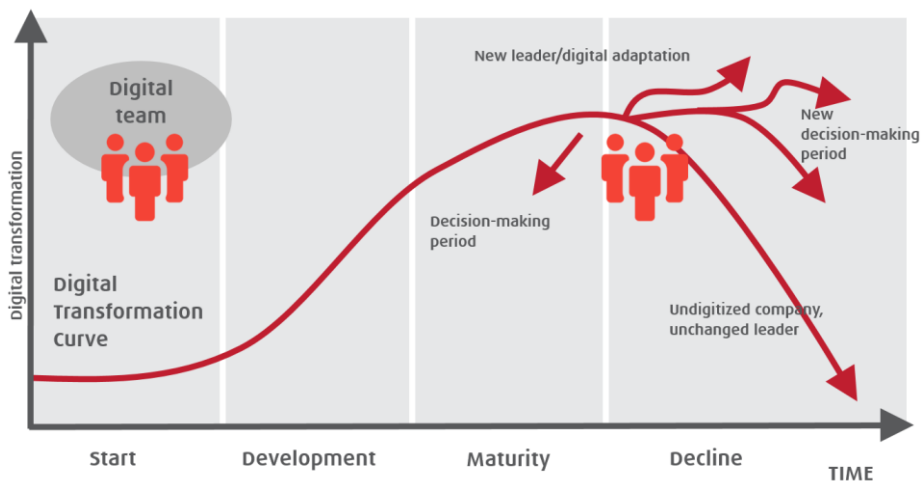 New leader/digital adaptation
Digital
team
New
decision-making
period
Decision-making
period
Digital transformation
Digital
Transformation
Curve
Undigitized company,
unchanged leader
Start
Development
Maturity
Decline
TIME